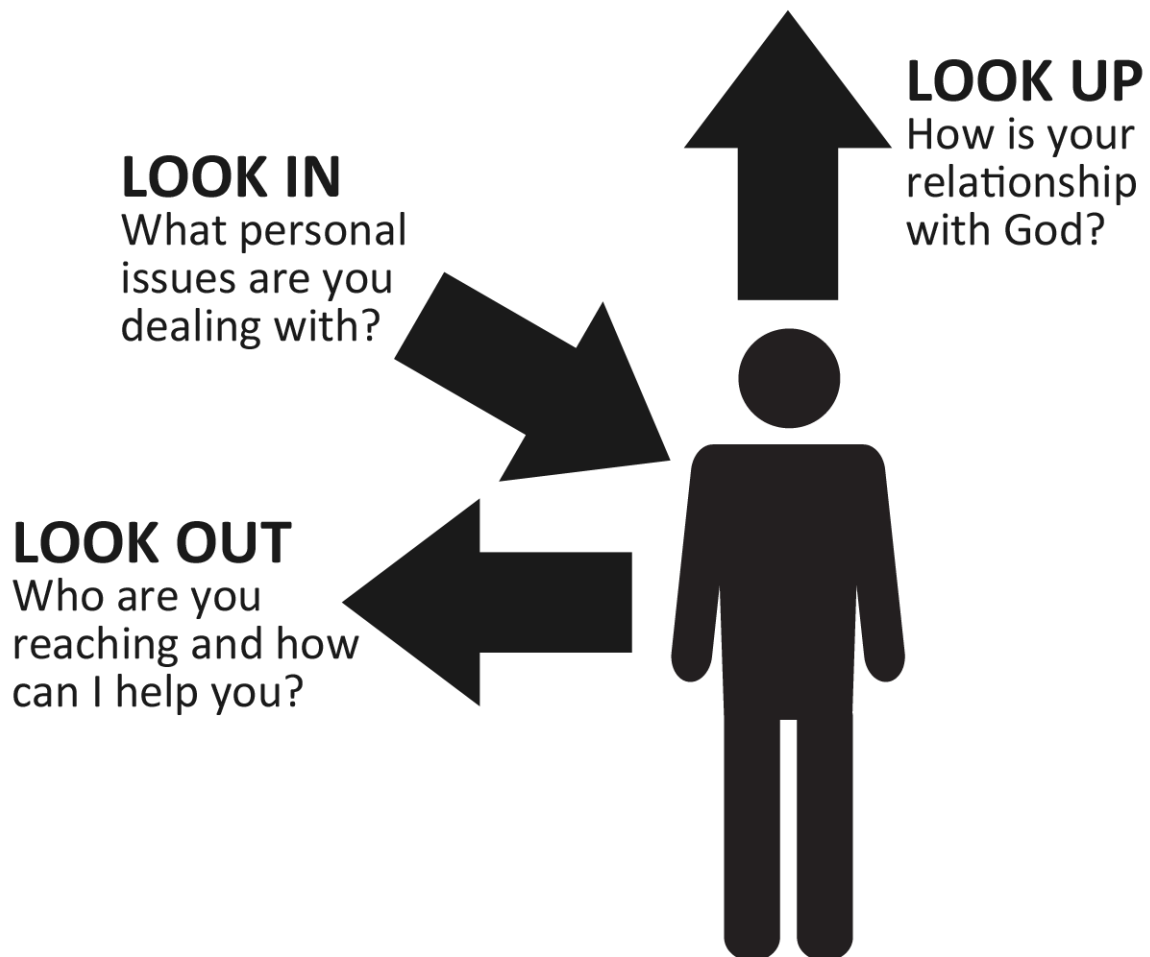 LOOK UP
How is your
relationship
with God?
LOOK IN
What personal
issues are you
dealing with?
LOOK OUT
Who are you
reaching and how
can I help you?